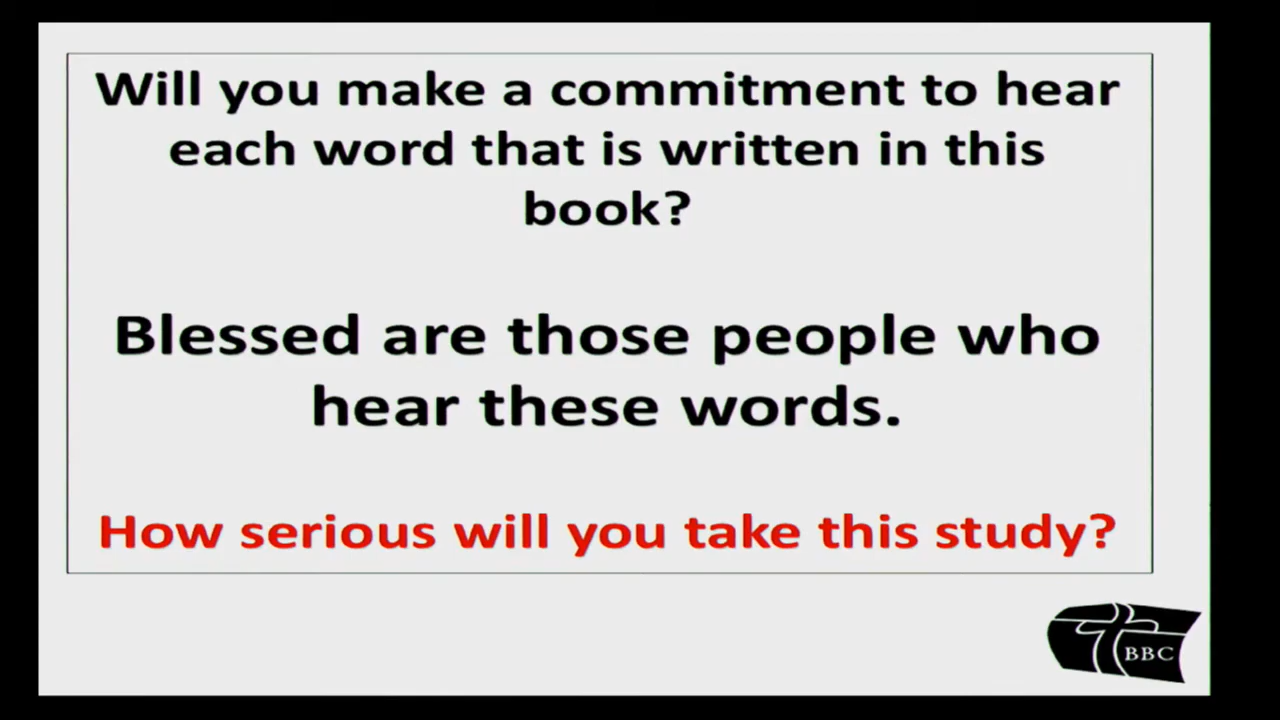 Will you make a commitment to hear
each word that is written in this
book?
Blessed are those people who
hear these words.
How serious will you take this study?
BBC